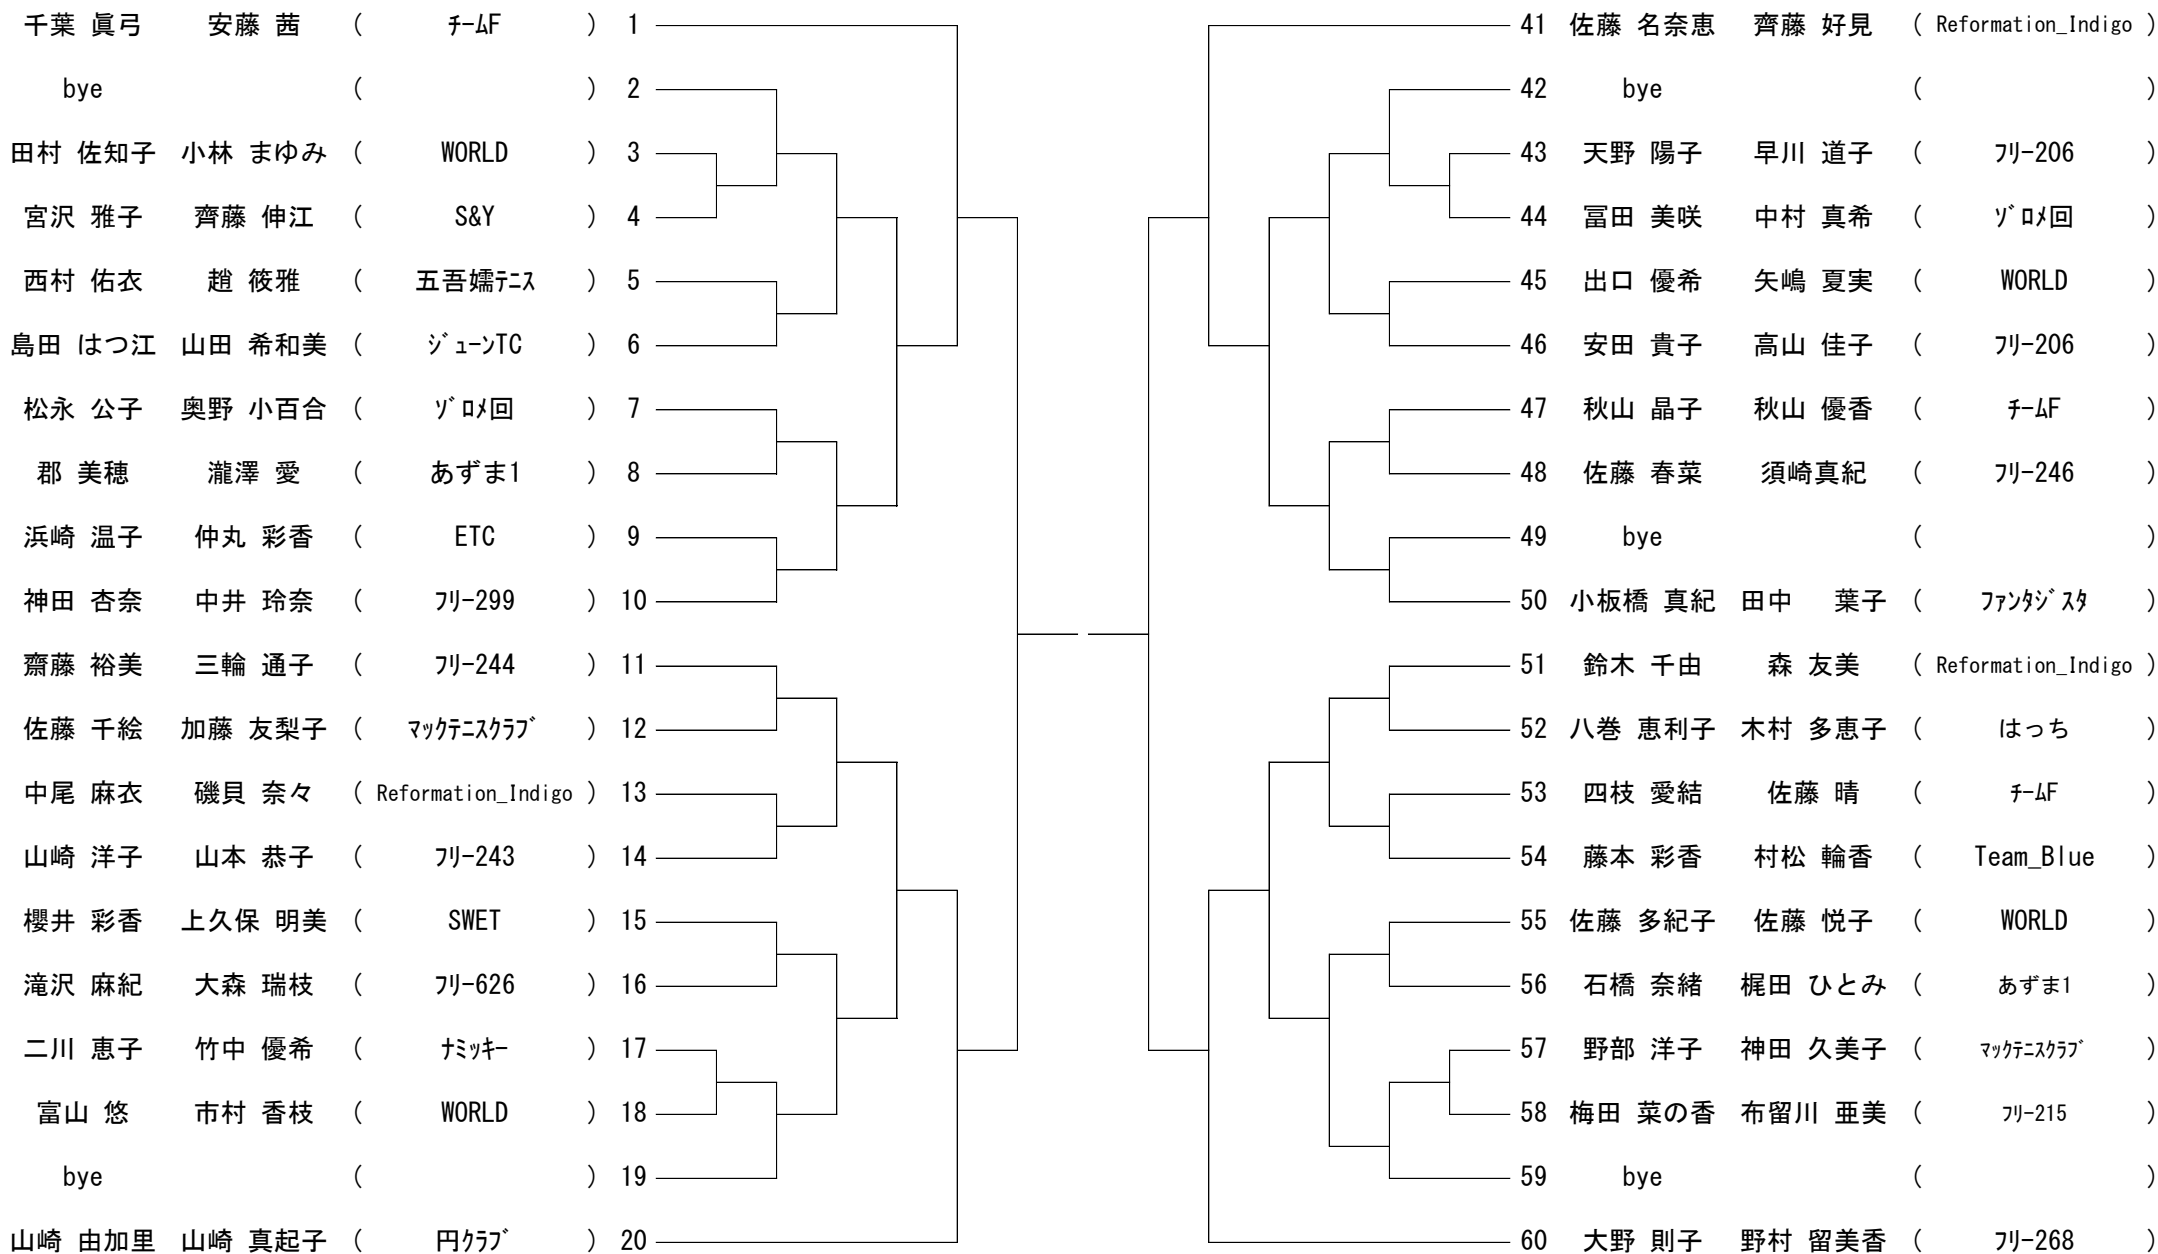 千葉 眞弓 安藤 茜 ( ﾁｰﾑF ) 1
bye ( ) 2
田村 佐知子 小林 まゆみ ( WORLD ) 3
宮沢 雅子 齊藤 伸江 ( S&Y ) 4
西村 佑衣 趙 筱雅 ( 五吾嬬ﾃﾆｽ ) 5
島田 はつ江 山田 希和美 ( ｼﾞｭｰﾝTC ) 6
松永 公子 奥野 小百合 ( ｿﾞﾛﾒ回 ) 7
郡 美穂 瀧澤 愛 ( あずま1 ) 8
浜崎 温子 仲丸 彩香 ( ETC ) 9
神田 杏奈 中井 玲奈 ( ﾌﾘｰ299 ) 10
齋藤 裕美 三輪 通子 ( ﾌﾘｰ244 ) 11
佐藤 千絵 加藤 友梨子 ( ﾏｯｸﾃﾆｽｸﾗﾌﾞ ) 12
中尾 麻衣 磯貝 奈々 ( Reformation_Indigo ) 13
山崎 洋子 山本 恭子 ( ﾌﾘｰ243 ) 14
櫻井 彩香 上久保 明美 ( SWET ) 15
滝沢 麻紀 大森 瑞枝 ( ﾌﾘｰ626 ) 16
二川 恵子 竹中 優希 ( ﾅﾐｯｷｰ ) 17
富山 悠 市村 香枝 ( WORLD ) 18
bye ( ) 19
山崎 由加里 山崎 真起子 ( 円ｸﾗﾌﾞ ) 20
41 佐藤 名奈恵 齊藤 好見 ( Reformation_Indigo )
42 bye ( )
43 天野 陽子 早川 道子 ( ﾌﾘｰ206 )
44 冨田 美咲 中村 真希 ( ｿﾞﾛﾒ回 )
45 出口 優希 矢嶋 夏実 ( WORLD )
46 安田 貴子 高山 佳子 ( ﾌﾘｰ206 )
47 秋山 晶子 秋山 優香 ( ﾁｰﾑF )
48 佐藤 春菜 須崎真紀 ( ﾌﾘｰ246 )
49 bye ( )
50 小板橋 真紀 田中 葉子 ( ﾌｧﾝﾀｼﾞｽﾀ )
51 鈴木 千由 森 友美 ( Reformation_Indigo )
52 八巻 恵利子 木村 多恵子 ( はっち )
53 四枝 愛結 佐藤 晴 ( ﾁｰﾑF )
54 藤本 彩香 村松 輪香 ( Team_Blue )
55 佐藤 多紀子 佐藤 悦子 ( WORLD )
56 石橋 奈緒 梶田 ひとみ ( あずま1 )
57 野部 洋子 神田 久美子 ( ﾏｯｸﾃﾆｽｸﾗﾌﾞ )
58 梅田 菜の香 布留川 亜美 ( ﾌﾘｰ215 )
59 bye ( )
60 大野 則子 野村 留美香 ( ﾌﾘｰ268 )